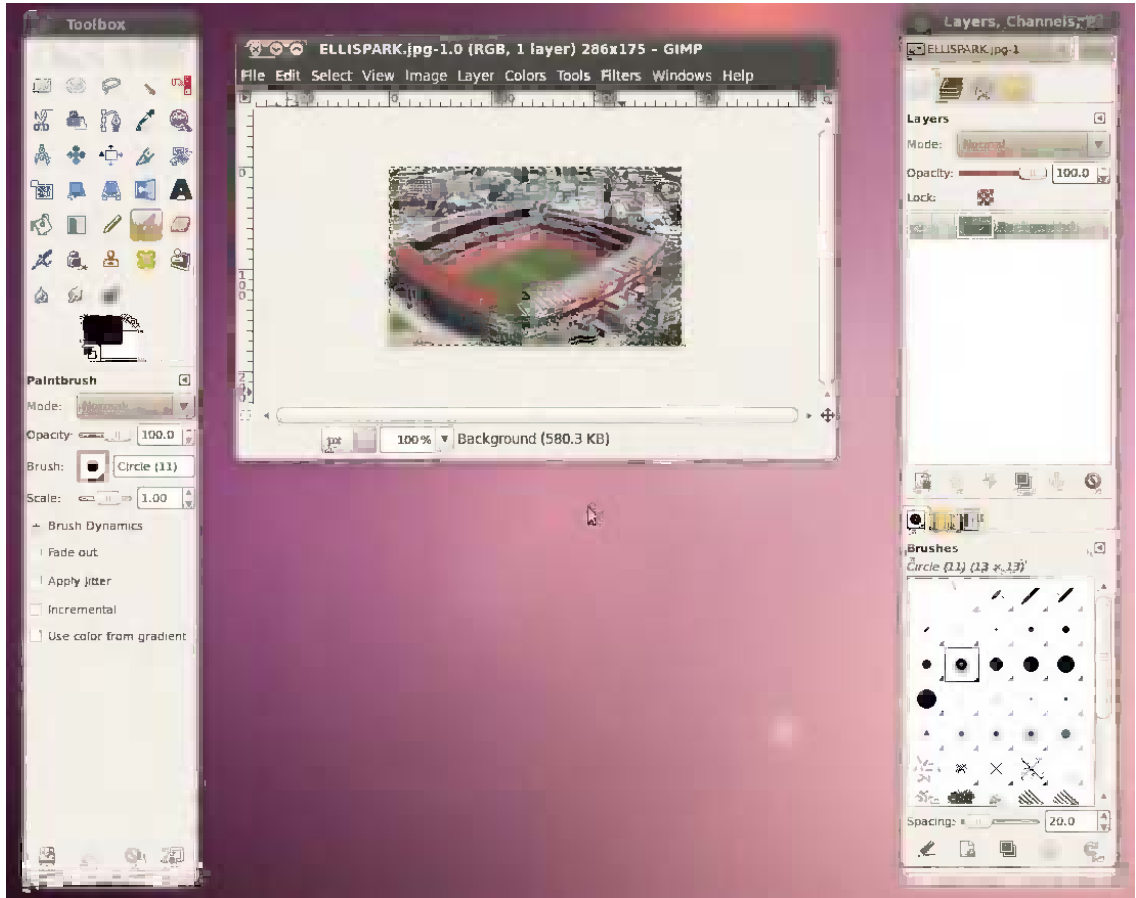 Toolbox
Paintbrush
Mode: Normal
Opacity: 100.0
Brush: Circle (11)
Scale: 1.00
Brush Dynamics
Fade out
Apply Jitter
Incremental
Use color from gradient
ELLISPARK.jpg-1.0 (RGB, 1 layer) 286x175 – GIMP
File Edit Select View Image Layer Colors Tools Filters Windows Help
px 100% Background (580.3 KB)
Layers, Channels,
ELLISPARK.jpg-1
Layers
Mode: Normal
Opacity: 100.0
Lock:
Brushes
Circle (11) (13 x 13)
Spacing: 20.0